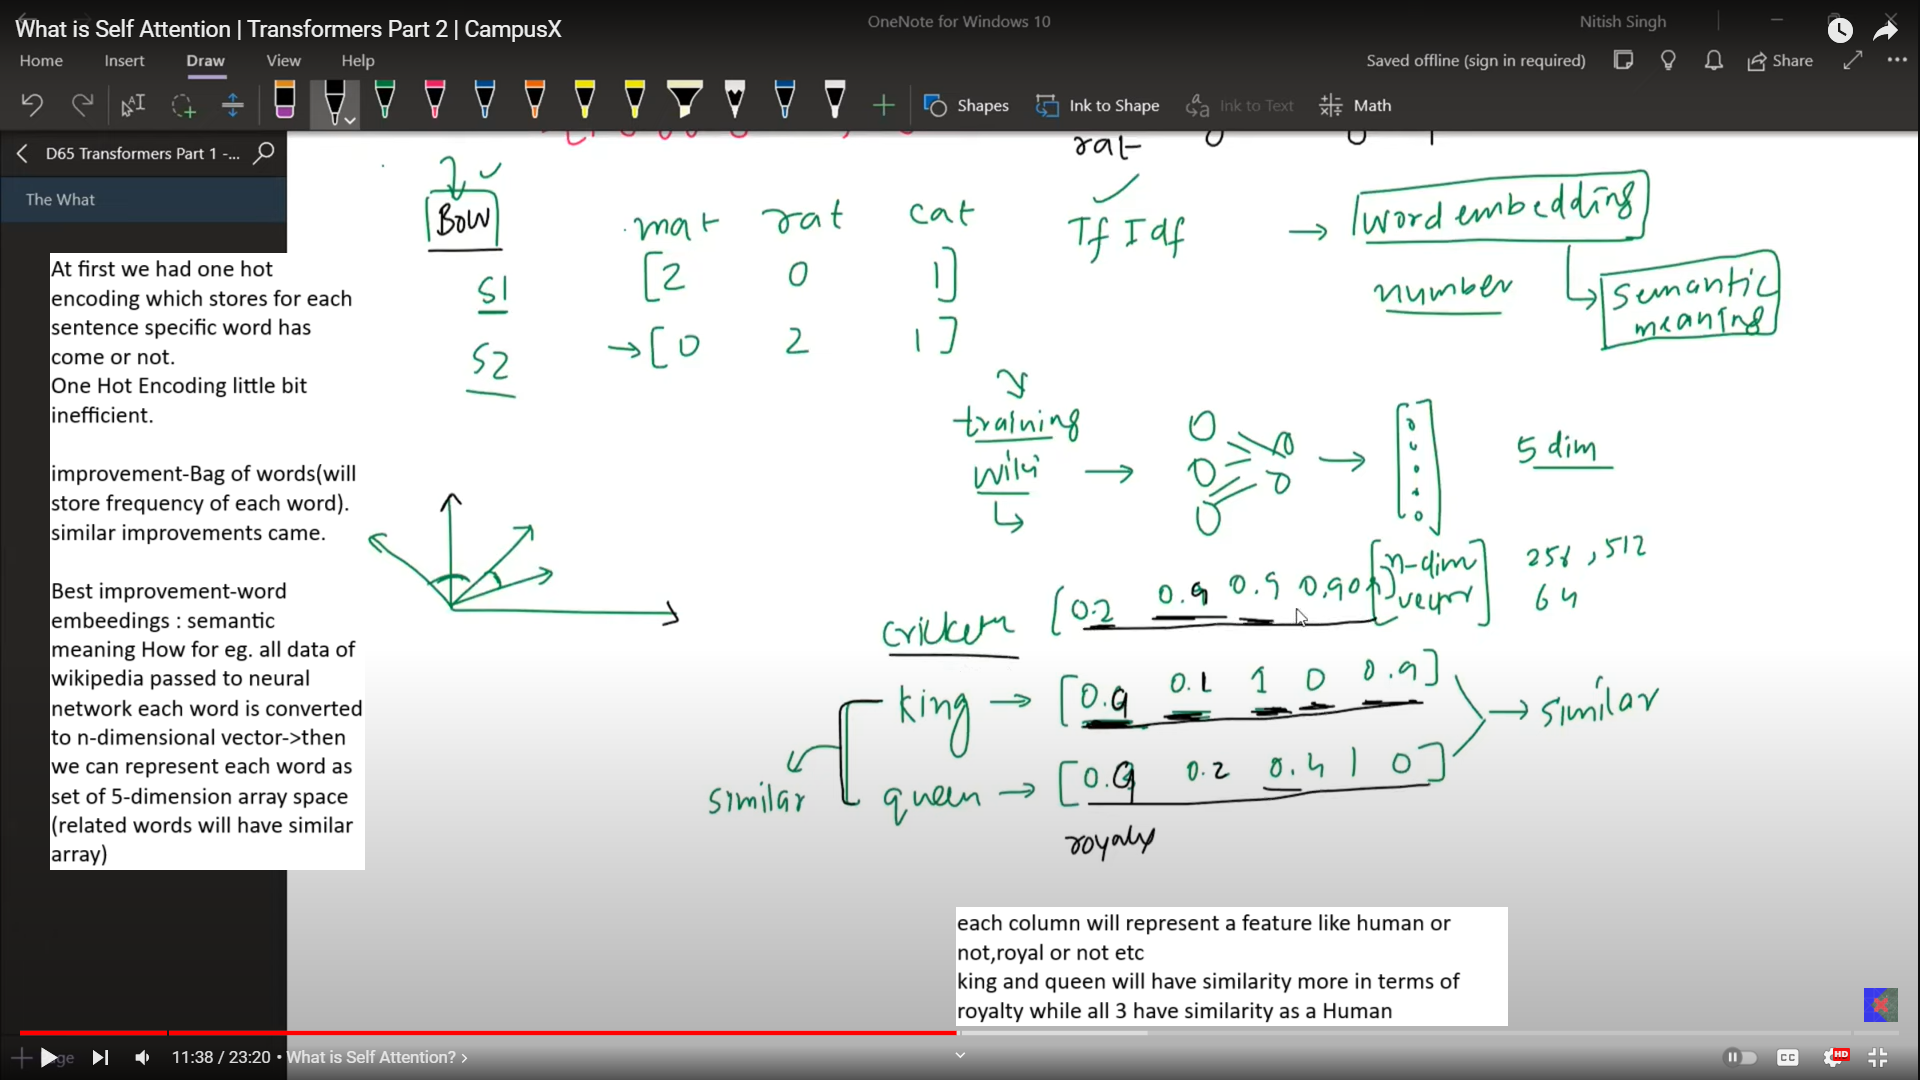 What is Self Attention | Transformers Part 2 | CampusX
OneNote for Windows 10
Nitish Singh
Home Insert Draw View Help
Saved offline (sign in required)
Share
Shapes
Ink to Shape
Ink to Text
Math
D65 Transformers Part 1 -...
The What
rat 0 0 1
BOW
mat rat cat
Tf Idf
word embedding
S1 [2 0 1]
number
semantic
meaning
S2 [0 2 1]
At first we had one hot
encoding which stores for each
sentence specific word has
come or not.
One Hot Encoding little bit
inefficient.
improvement-Bag of words(will
store frequency of each word).
similar improvements came.
Best improvement-word
embeedings : semantic
meaning How for eg. all data of
wikipedia passed to neural
network each word is converted
to n-dimensional vector->then
we can represent each word as
set of 5-dimension array space
(related words will have similar
array)
training
wiki
5 dim
n-dim
vector
256, 512
64
[0.2 0.9 0.9
king [0.9 0.1 1 0 0.9]
similar
queen [0.9 0.2 0.4 1 0]
similar
royalty
each column will represent a feature like human or
not,royal or not etc
king and queen will have similarity more in terms of
royalty while all 3 have similarity as a Human
11:38 / 23:20 • What is Self Attention? ›
CC
HD